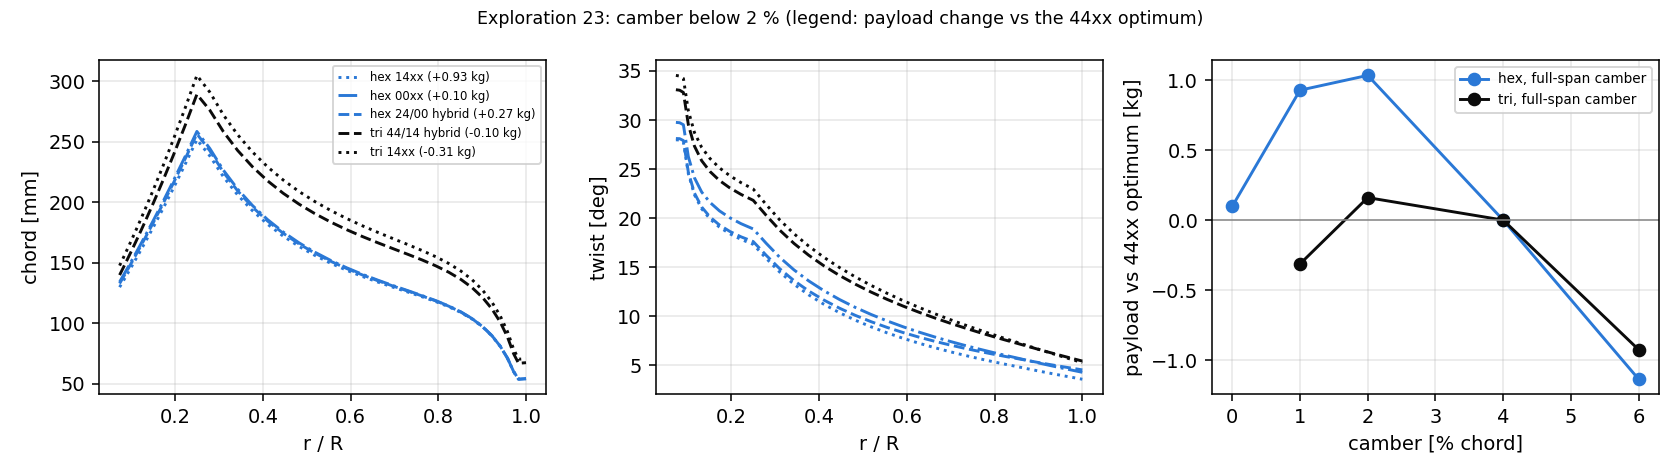 Exploration 23: camber below 2 % (legend: payload change vs the 44xx optimum)
chord [mm]
300
250
200
150
100
50
0.2
0.4
0.6
0.8
1.0
r / R
hex 14xx (+0.93 kg)
hex 00xx (+0.10 kg)
hex 24/00 hybrid (+0.27 kg)
tri 44/14 hybrid (-0.10 kg)
tri 14xx (-0.31 kg)
twist [deg]
35
30
25
20
15
10
5
0.2
0.4
0.6
0.8
1.0
r / R
payload vs 44xx optimum [kg]
1.0
0.5
0.0
−0.5
−1.0
0
1
2
3
4
5
6
camber [% chord]
hex, full-span camber
tri, full-span camber